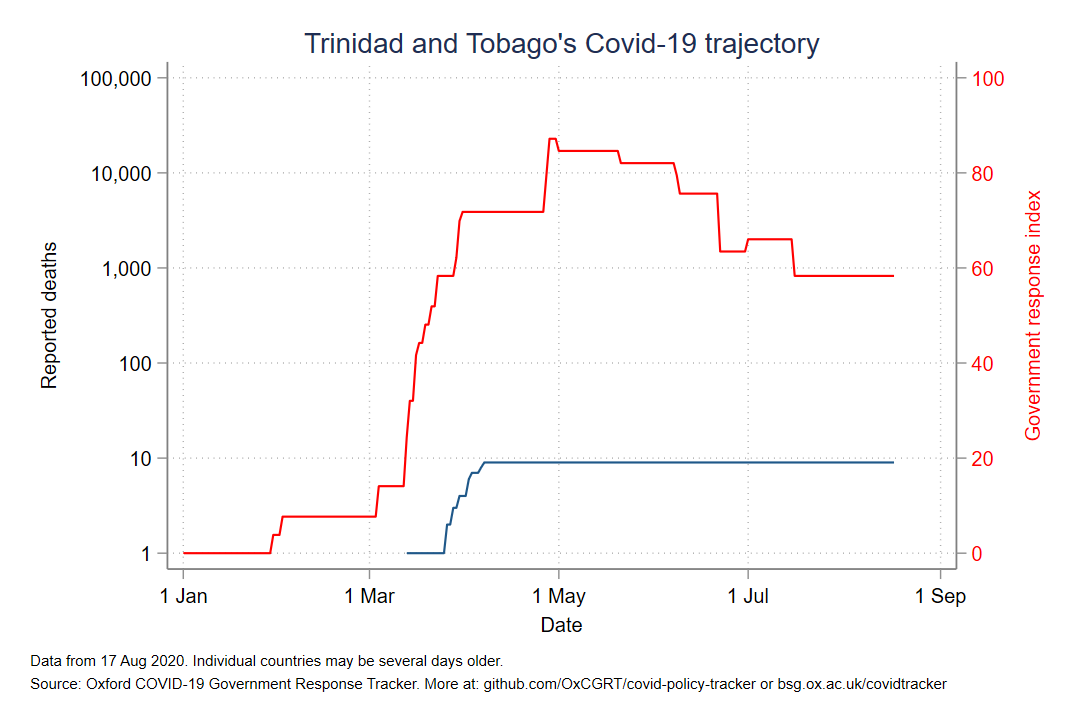 Trinidad and Tobago's Covid-19 trajectory
100,000
10,000
1,000
100
10
1
Reported deaths
100
80
60
40
20
0
Government response index
1 Jan
1 Mar
1 May
1 Jul
1 Sep
Date
Data from 17 Aug 2020. Individual countries may be several days older.
Source: Oxford COVID-19 Government Response Tracker. More at: github.com/OxCGRT/covid-policy-tracker or bsg.ox.ac.uk/covidtracker